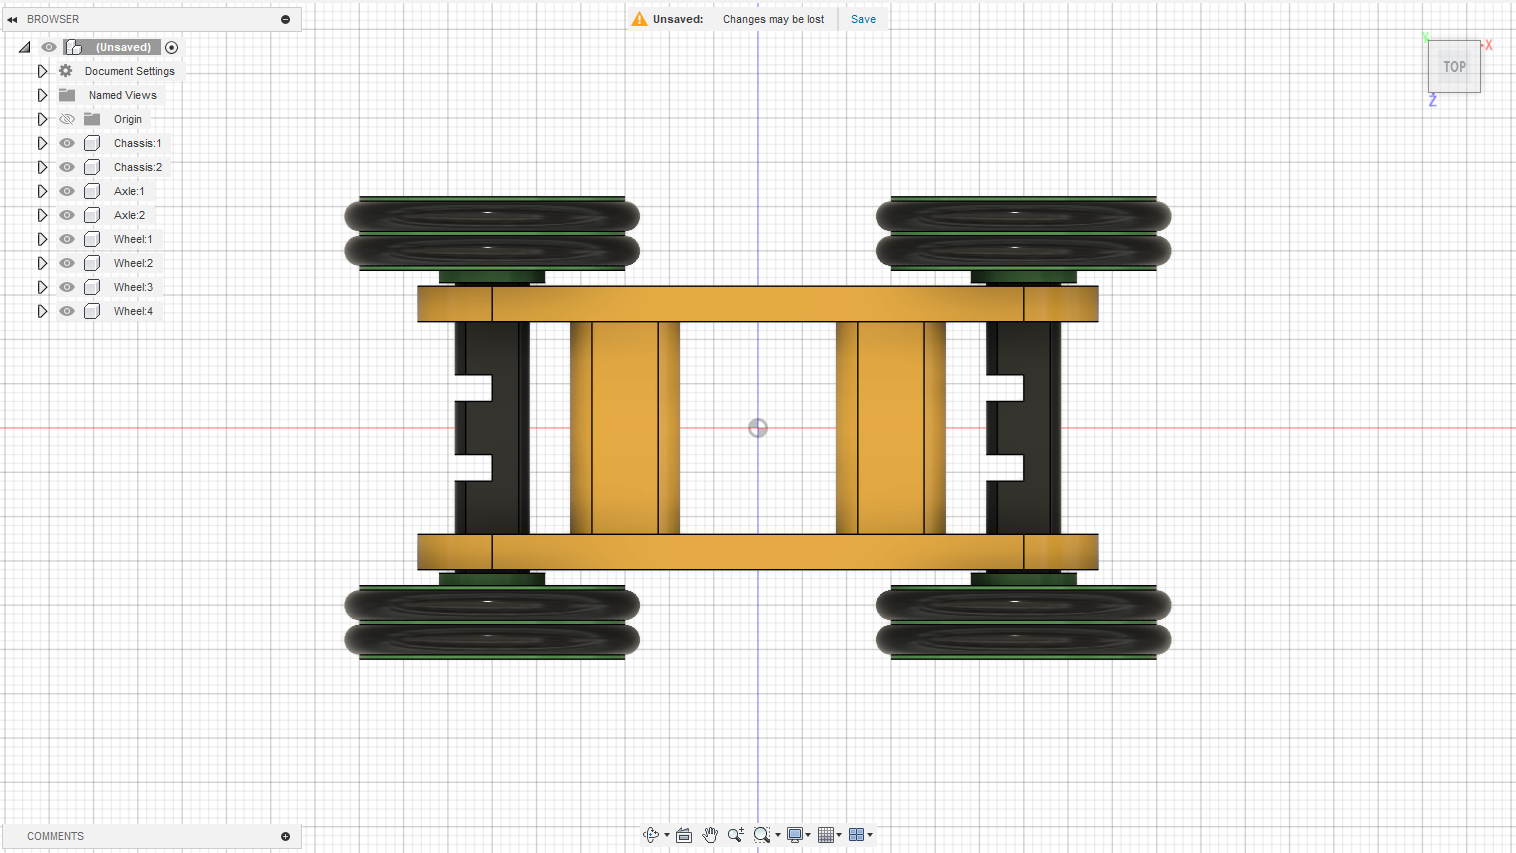 BROWSER
Unsaved: Changes may be lost Save
(Unsaved)
Document Settings
Named Views
Origin
Chassis:1
Chassis:2
Axle:1
Axle:2
Wheel:1
Wheel:2
Wheel:3
Wheel:4
Y
X
TOP
Z
COMMENTS